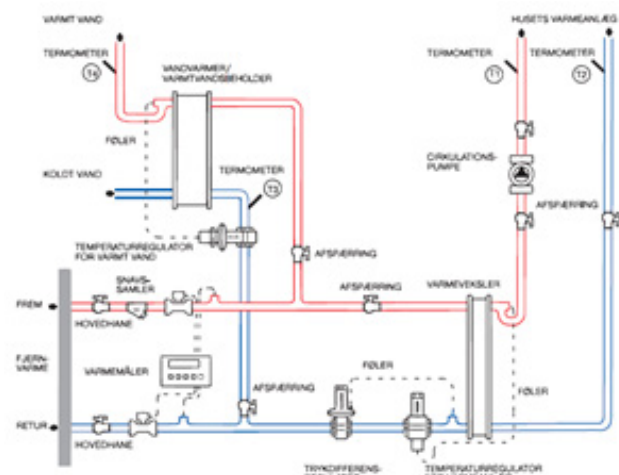 VARMT VAND
HUSETS VARMEANLÆG
TERMOMETER
T4
VANDVARMER/
VARMTVANDSBEHOLDER
TERMOMETER
T1
TERMOMETER
T2
FØLER
TERMOMETER
T3
KOLDT VAND
CIRKULATIONS-
PUMPE
AFSPÆRRING
TEMPERATURREGULATOR
FOR VARMT VAND
AFSPÆRRING
SNAVS-
SAMLER
AFSPÆRRING
VARMEVEKSLER
FREM
HOVEDHANE
FJERN-
VARME
VARMEMÅLER
FØLER
AFSPÆRRING
FØLER
RETUR
HOVEDHANE
TRYKDIFFERENS-
TEMPERATURREGULATOR